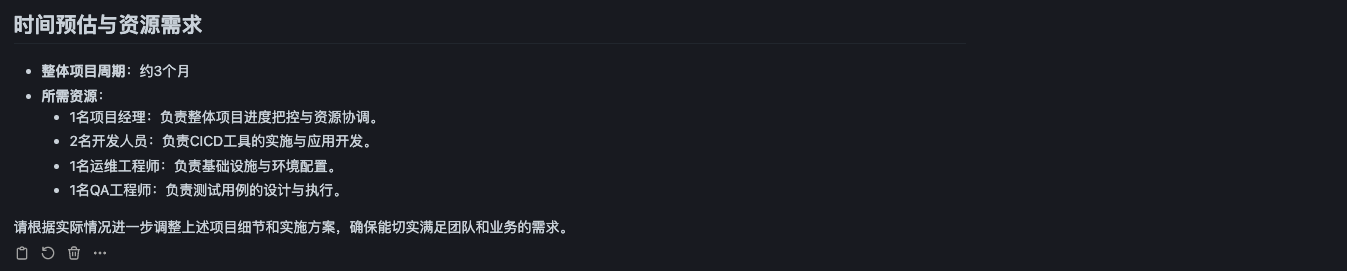 时间预估与资源需求
整体项目周期：约3个月
所需资源：
1名项目经理：负责整体项目进度把控与资源协调。
2名开发人员：负责CICD工具的实施与应用开发。
1名运维工程师：负责基础设施与环境配置。
1名QA工程师：负责测试用例的设计与执行。
请根据实际情况进一步调整上述项目细节和实施方案，确保能切实满足团队和业务的需求。